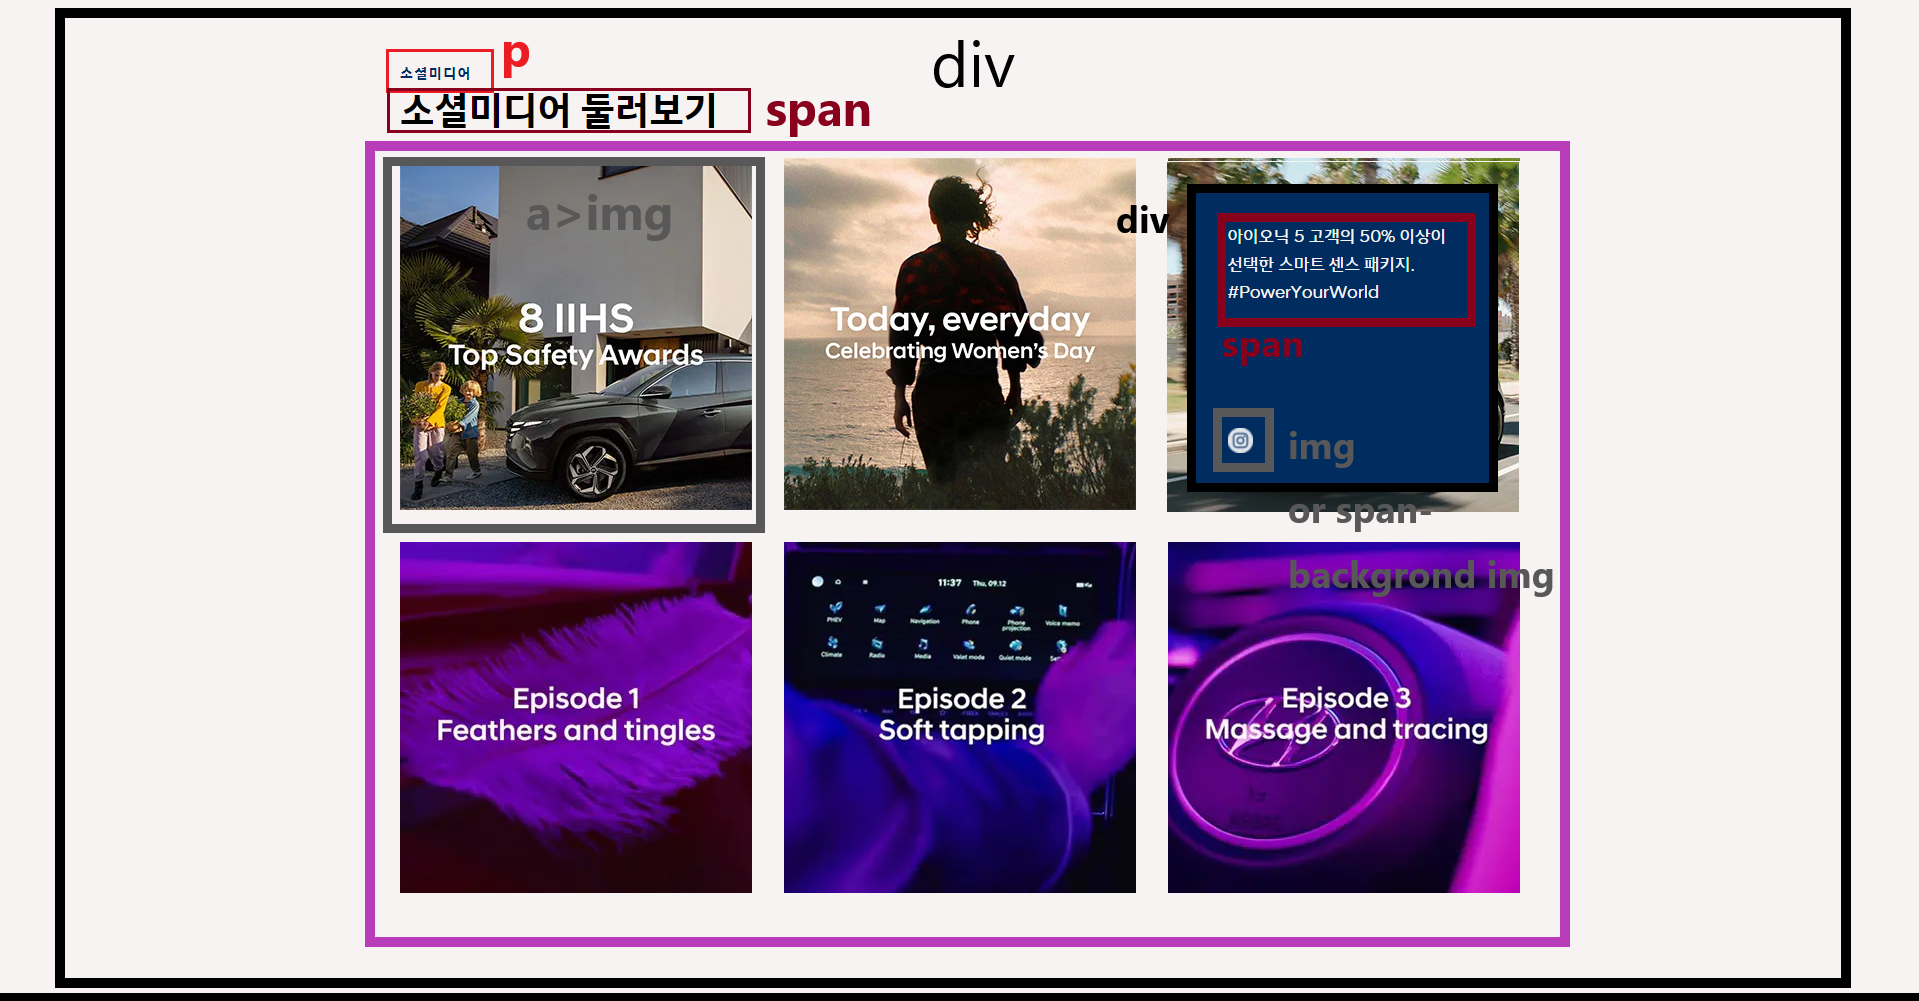 div
소셜미디어
p
소셜미디어 둘러보기
span
a>img
8 IIHS
Top Safety Awards
Today, everyday
Celebrating Women's Day
div
아이오닉 5 고객의 50% 이상이
선택한 스마트 센스 패키지.
#PowerYourWorld
span
img
or span-
backgrond img
Episode 1
Feathers and tingles
11:37 Thu, 09.12
PHEV Map Navigation Phone Phone projection Voice memo
Climate Radio Media Valet mode Quiet mode
Episode 2
Soft tapping
Episode 3
Massage and tracing